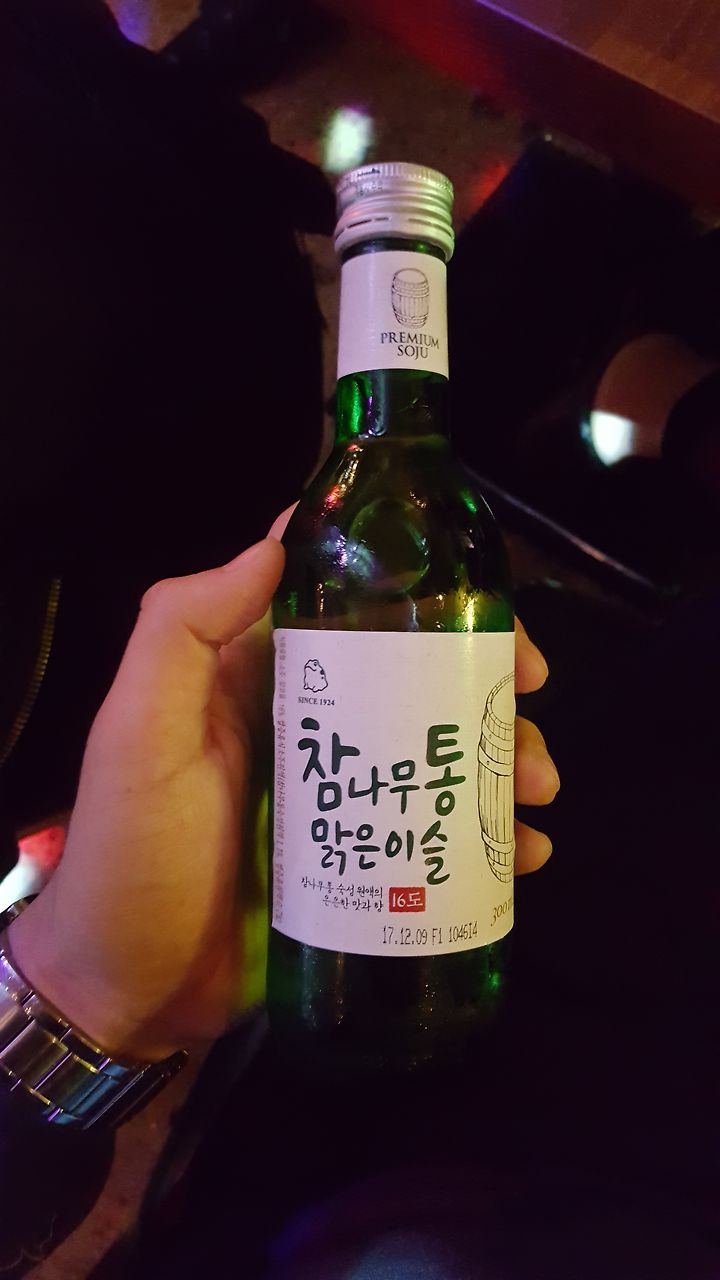 PREMIUM
SOJU
SINCE 1924
참나무통
맑은이슬
참나무통 숙성 원액의
은은한 맛과 향 16도
17.12.09 F1 104614
300